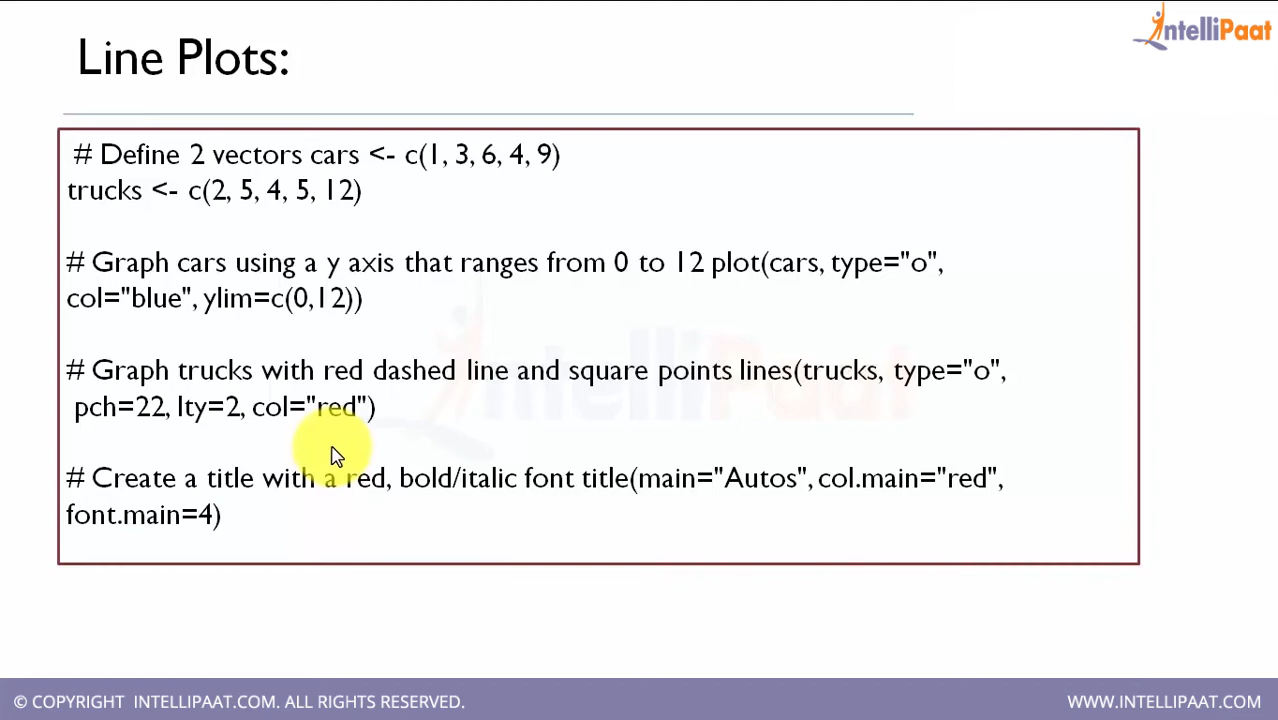 IntelliPaat
Line Plots:
# Define 2 vectors cars <- c(1, 3, 6, 4, 9)
trucks <- c(2, 5, 4, 5, 12)
# Graph cars using a y axis that ranges from 0 to 12 plot(cars, type="o",
col="blue", ylim=c(0,12))
# Graph trucks with red dashed line and square points lines(trucks, type="o",
pch=22, lty=2, col="red")
# Create a title with a red, bold/italic font title(main="Autos", col.main="red",
font.main=4)
IntelliPaat
© COPYRIGHT INTELLIPAAT.COM. ALL RIGHTS RESERVED.
WWW.INTELLIPAAT.COM